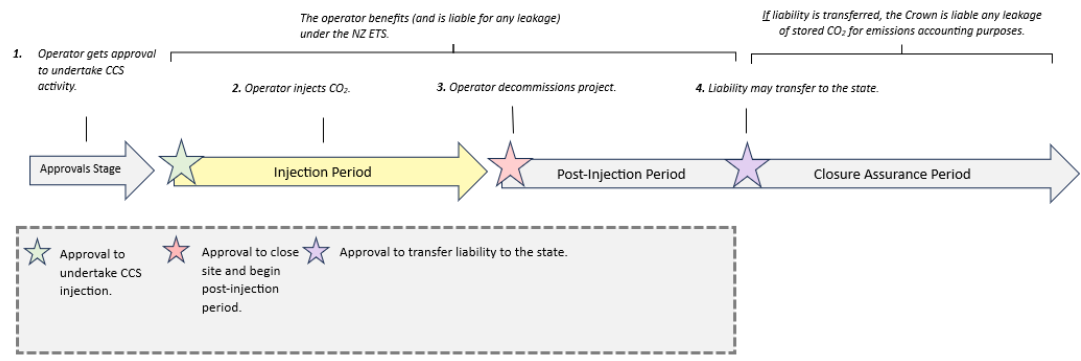 The operator benefits (and is liable for any leakage)
under the NZ ETS.
If liability is transferred, the Crown is liable any leakage
of stored CO₂ for emissions accounting purposes.
1. Operator gets approval
to undertake CCS
activity.
2. Operator injects CO₂.
3. Operator decommissions project.
4. Liability may transfer to the state.
Approvals Stage
Injection Period
Post-Injection Period
Closure Assurance Period
Approval to
undertake CCS
injection.
Approval to close
site and begin
post-injection
period.
Approval to transfer liability to the state.